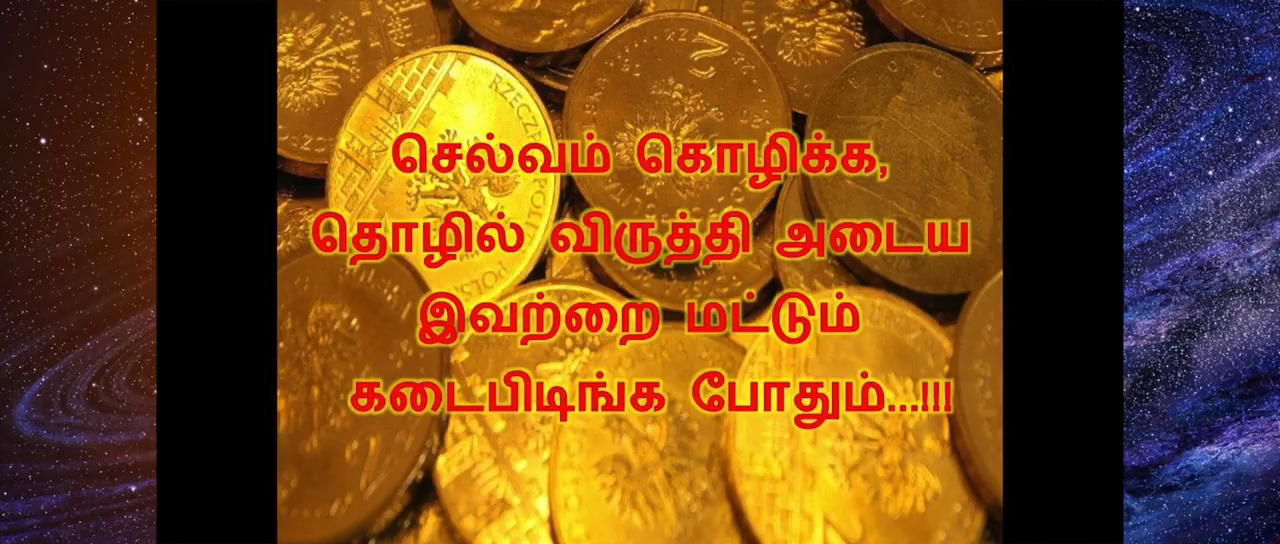 செல்வம் கொழிக்க,
தொழில் விருத்தி அடைய
இவற்றை மட்டும்
கடைபிடிங்க போதும்...!!!